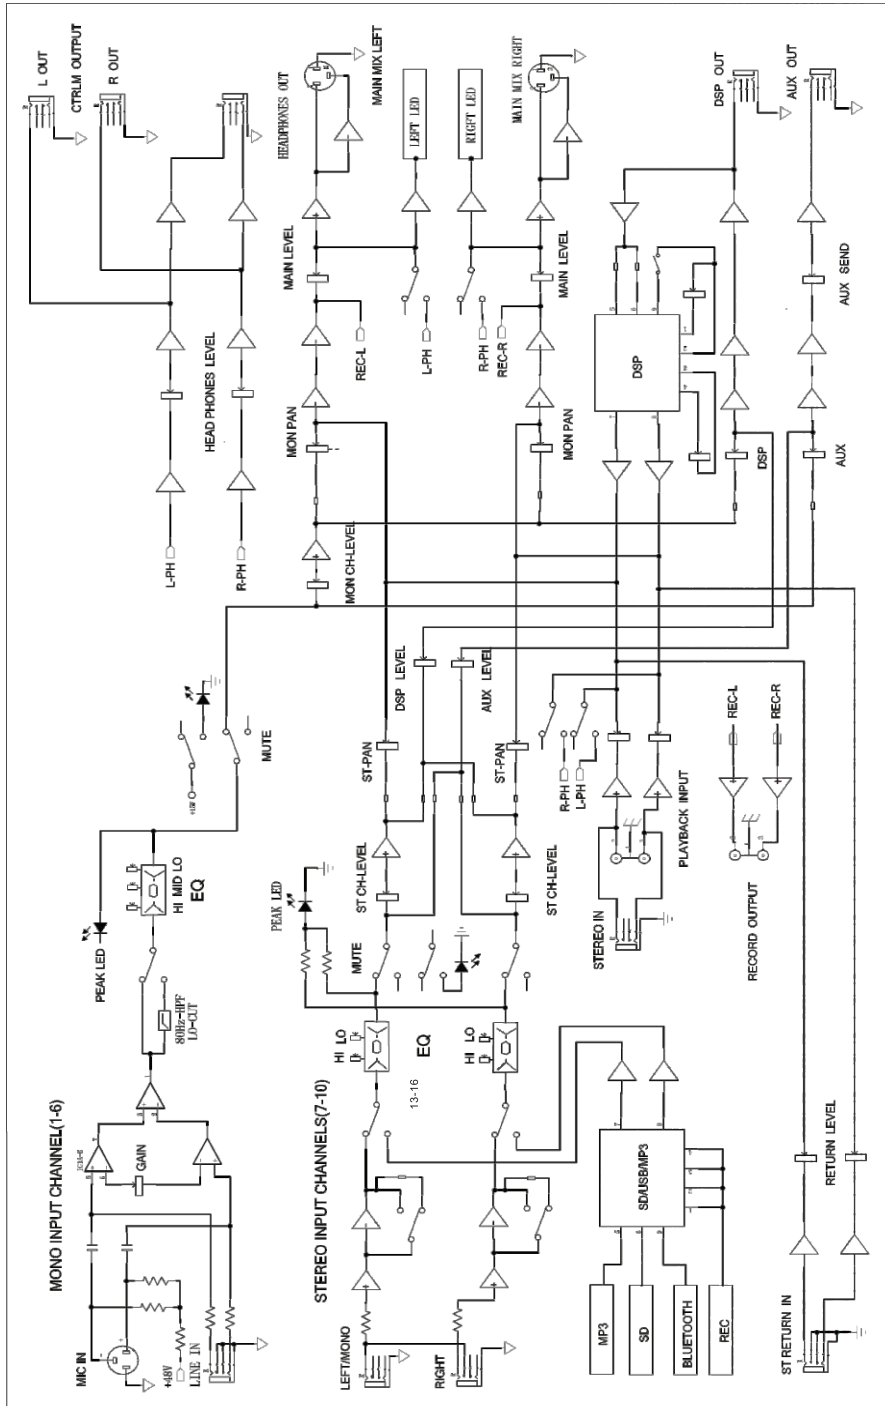 MONO INPUT CHANNEL(1-6)
MIC IN
+48V
LINE IN
GAIN
80Hz-HPF
LO-CUT
PEAK LED
HI MID LO
EQ
MUTE
L-PH
R-PH
HEAD PHONES LEVEL
L OUT
CTRLM OUTPUT
R OUT
HEADPHONES OUT
MON CH-LEVEL
MON PAN
MAIN LEVEL
MAIN MIX LEFT
REC-L
L-PH
LEFT LED
RIGHT LED
R-PH
REC-R
MAIN MIX RIGHT
MAIN LEVEL
MON PAN
STEREO INPUT CHANNELS(7-10)
LEFT/MONO
RIGHT
HI LO
EQ
13-16
HI LO
PEAK LED
MUTE
ST CH-LEVEL
ST-PAN
DSP LEVEL
AUX LEVEL
ST-PAN
ST CH-LEVEL
R-PH
L-PH
STEREO IN
PLAYBACK INPUT
RECORD OUTPUT
REC-L
REC-R
DSP
DSP
DSP OUT
AUX
AUX SEND
AUX OUT
MP3
SD
BLUETOOTH
REC
SD/USB/MP3
ST RETURN IN
RETURN LEVEL